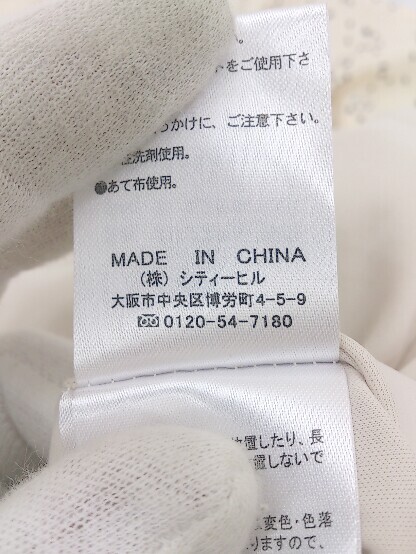 。
トをご使用下さ
かけに、ご注意下さい。
洗剤使用。
●あて布使用。
MADE IN CHINA
(株) シティーヒル
大阪市中央区博労町4-5-9
0120-54-7180
置したり、長
置しないで
変色・色落
りますので、